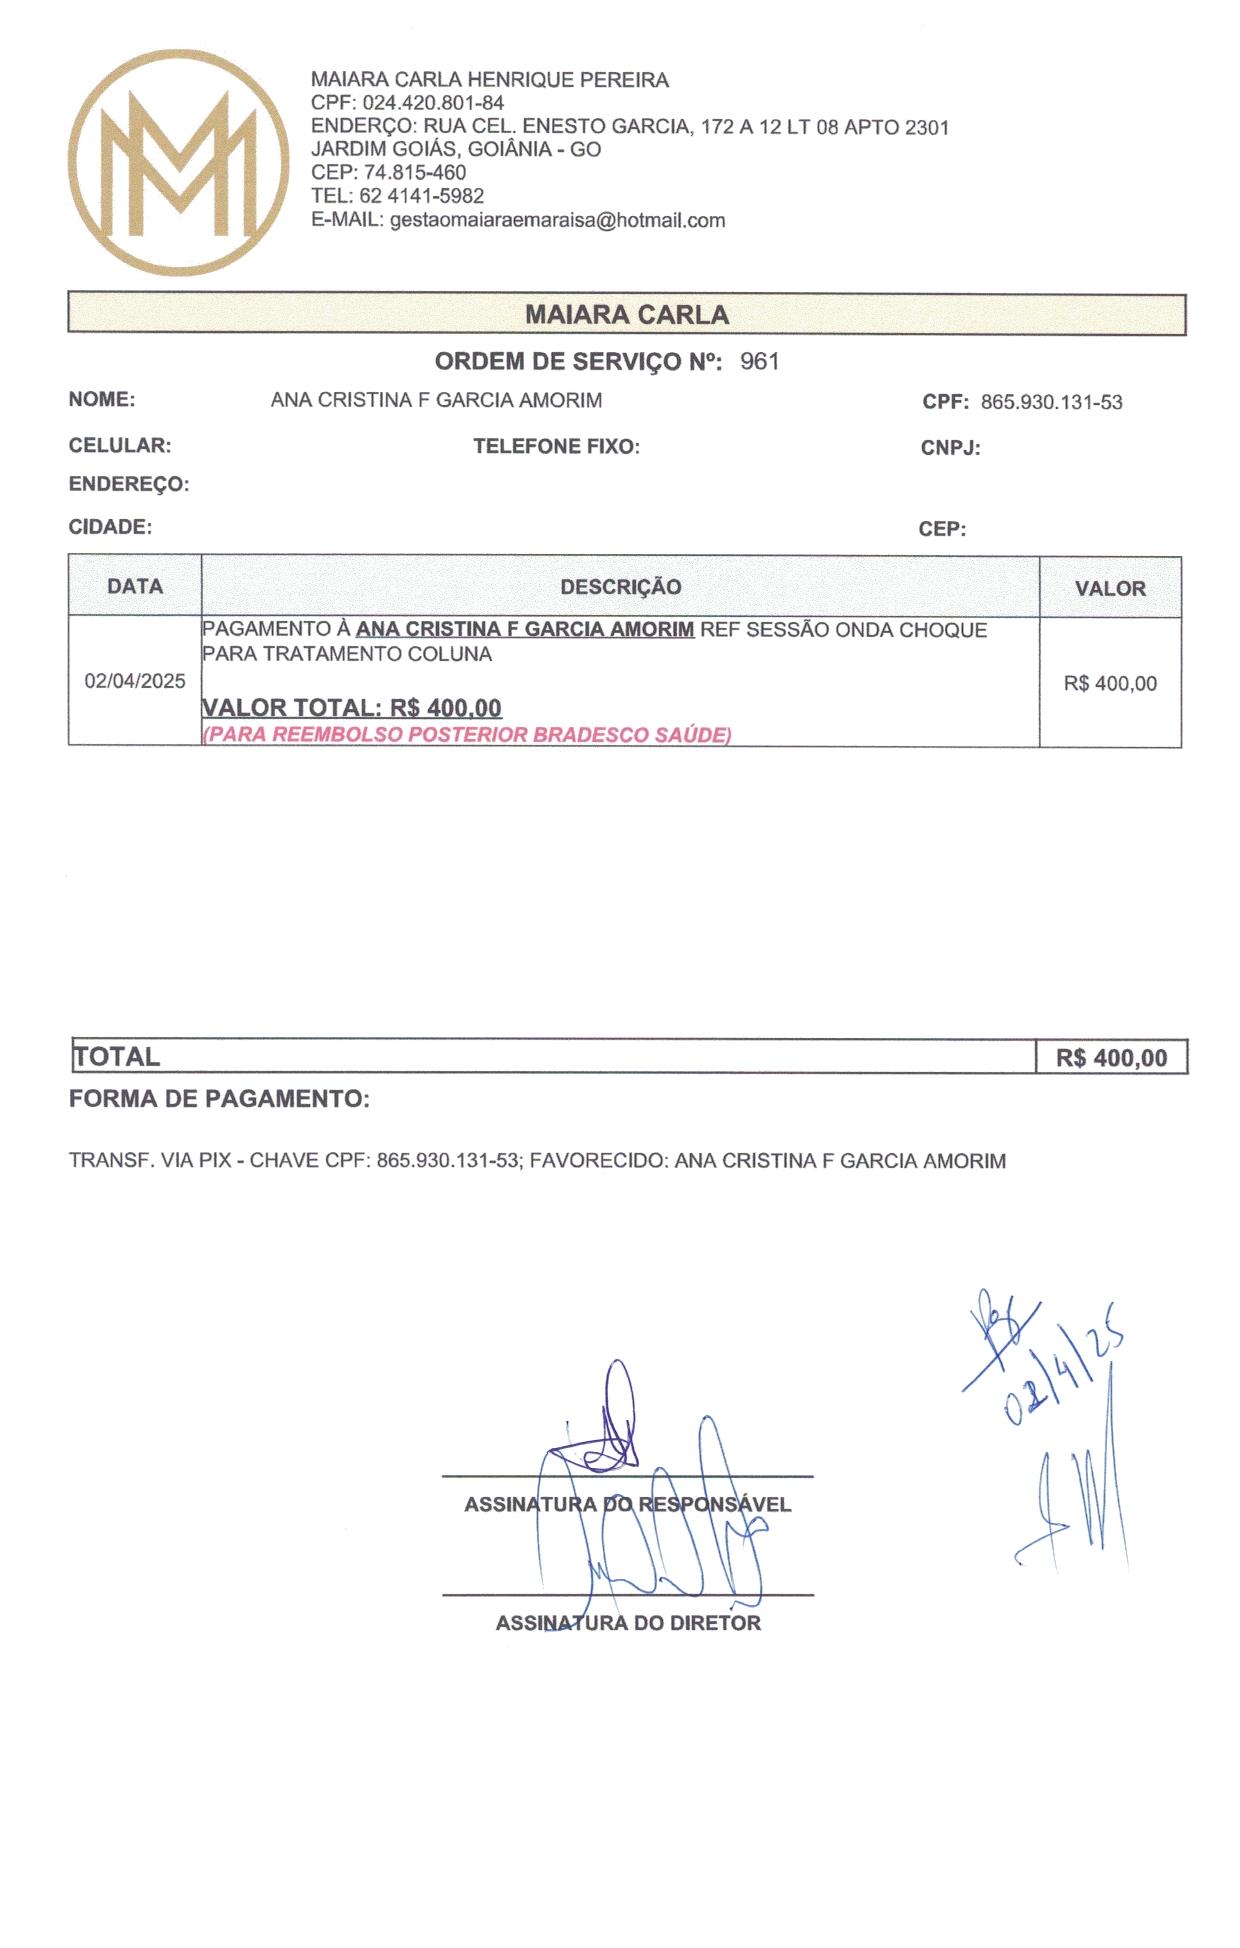 MAIARA CARLA HENRIQUE PEREIRA
CPF: 024.420.801-84
ENDERÇO: RUA CEL. ENESTO GARCIA, 172 A 12 LT 08 APTO 2301
JARDIM GOIÁS, GOIÂNIA - GO
CEP: 74.815-460
TEL: 62 4141-5982
E-MAIL: gestaomaiaraemaraisa@hotmail.com
MAIARA CARLA
ORDEM DE SERVIÇO Nº: 961
NOME: ANA CRISTINA F GARCIA AMORIM CPF: 865.930.131-53
CELULAR: TELEFONE FIXO: CNPJ:
ENDEREÇO:
CIDADE: CEP:
DATA DESCRIÇÃO VALOR
PAGAMENTO À ANA CRISTINA F GARCIA AMORIM REF SESSÃO ONDA CHOQUE
PARA TRATAMENTO COLUNA
02/04/2025 R$ 400,00
VALOR TOTAL: R$ 400,00
(PARA REEMBOLSO POSTERIOR BRADESCO SAÚDE)
TOTAL R$ 400,00
FORMA DE PAGAMENTO:
TRANSF. VIA PIX - CHAVE CPF: 865.930.131-53; FAVORECIDO: ANA CRISTINA F GARCIA AMORIM
ASSINATURA DO RESPONSÁVEL
ASSINATURA DO DIRETOR